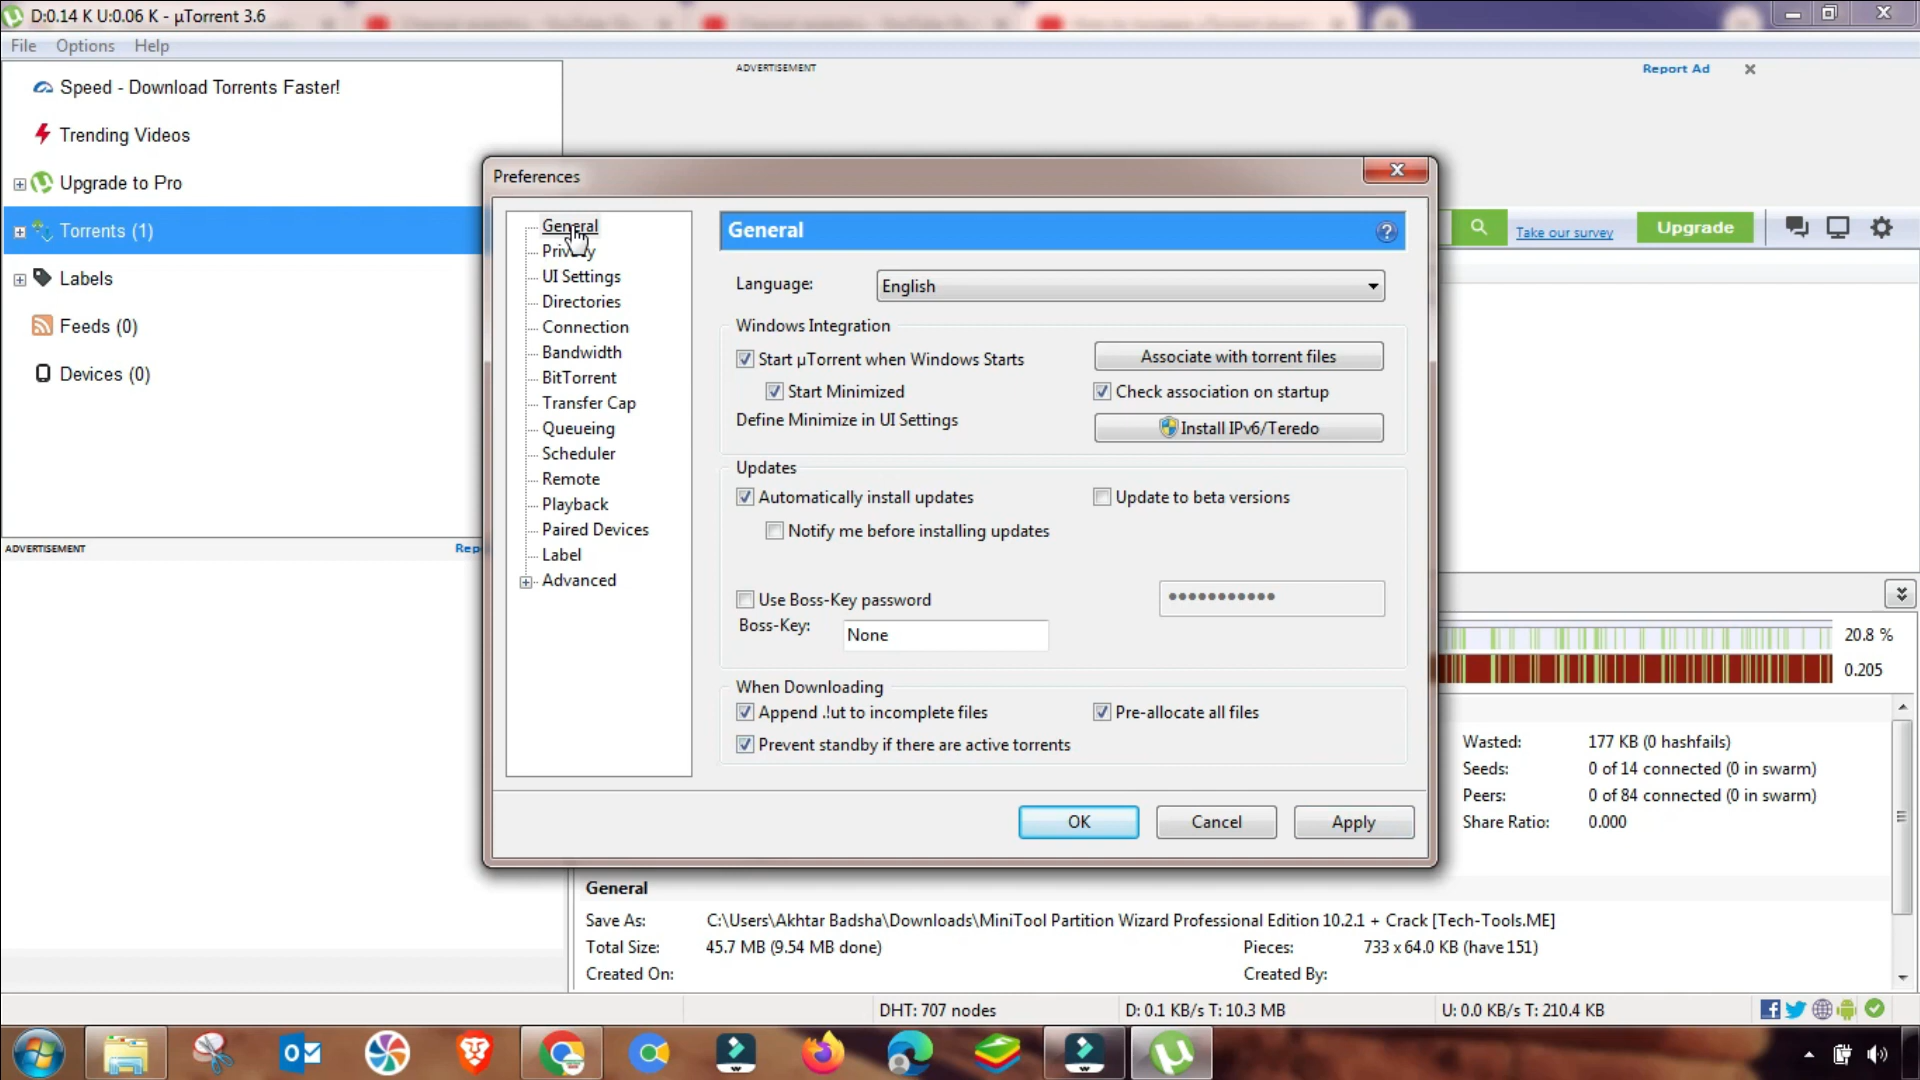 D:0.14 K U:0.06 K - µTorrent 3.6
File Options Help
Speed - Download Torrents Faster!
Trending Videos
Upgrade to Pro
Torrents (1)
Labels
Feeds (0)
Devices (0)
ADVERTISEMENT
Report Ad
Take our survey
Upgrade
ADVERTISEMENT
Rep
Preferences
General
Privacy
UI Settings
Directories
Connection
Bandwidth
BitTorrent
Transfer Cap
Queueing
Scheduler
Remote
Playback
Paired Devices
Label
Advanced
General
Language: English
Windows Integration
Start µTorrent when Windows Starts
Associate with torrent files
Start Minimized
Check association on startup
Define Minimize in UI Settings
Install IPv6/Teredo
Updates
Automatically install updates
Update to beta versions
Notify me before installing updates
Use Boss-Key password
Boss-Key: None
When Downloading
Append .!ut to incomplete files
Pre-allocate all files
Prevent standby if there are active torrents
OK Cancel Apply
20.8 %
0.205
Wasted: 177 KB (0 hashfails)
Seeds: 0 of 14 connected (0 in swarm)
Peers: 0 of 84 connected (0 in swarm)
Share Ratio: 0.000
General
Save As: C:\Users\Akhtar Badsha\Downloads\MiniTool Partition Wizard Professional Edition 10.2.1 + Crack [Tech-Tools.ME]
Total Size: 45.7 MB (9.54 MB done) Pieces: 733 x 64.0 KB (have 151)
Created On: Created By:
DHT: 707 nodes D: 0.1 KB/s T: 10.3 MB U: 0.0 KB/s T: 210.4 KB